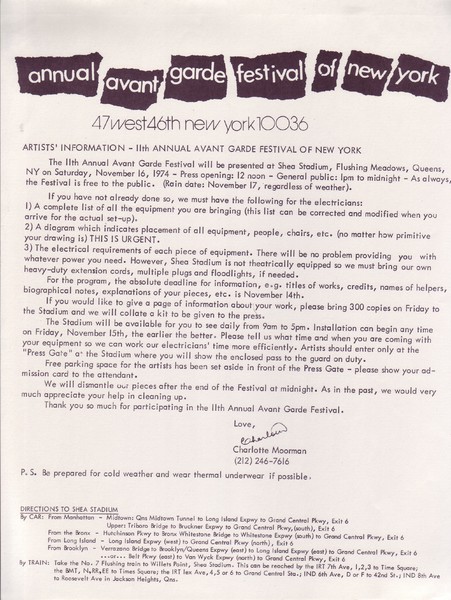 annual avant garde festival of new york
47west46th new york10036
ARTISTS' INFORMATION - 11th ANNUAL AVANT GARDE FESTIVAL OF NEW YORK
The 11th Annual Avant Garde Festival will be presented at Shea Stadium, Flushing Meadows, Queens,
NY on Saturday, November 16, 1974 - Press opening: 12 noon - General public: 1pm to midnight - As always,
the Festival is free to the public. (Rain date: November 17, regardless of weather).
If you have not already done so, we must have the following for the electricians:
1) A complete list of all the equipment you are bringing (this list can be corrected and modified when you
arrive for the actual set-up).
2) A diagram which indicates placement of all equipment, people, chairs, etc. (no matter how primitive
your drawing is) THIS IS URGENT.
3) The electrical requirements of each piece of equipment. There will be no problem providing you with
whatever power you need. However, Shea Stadium is not theatrically equipped so we must bring our own
heavy-duty extension cords, multiple plugs and floodlights, if needed.
For the program, the absolute deadline for information, e.g. titles of works, credits, names of helpers,
biographical notes, explanations of your pieces, etc. is November 14th.
If you would like to give a page of information about your work, please bring 300 copies on Friday to
the Stadium and we will collate a kit to be given to the press.
The Stadium will be available for you to see daily from 9am to 5pm. Installation can begin any time
on Friday, November 15th, the earlier the better. Please tell us what time and when you are coming with
your equipment so we can work our electricians' time more efficiently. Artists should enter only at the
"Press Gate" at the Stadium where you will show the enclosed pass to the guard on duty.
Free parking space for the artists has been set aside in front of the Press Gate - please show your ad-
mission card to the attendant.
We will dismantle our pieces after the end of the Festival at midnight. As in the past, we would very
much appreciate your help in cleaning up.
Thank you so much for participating in the 11th Annual Avant Garde Festival.
Love,
Charlotte
Charlotte Moorman
(212) 246-7616
P.S. Be prepared for cold weather and wear thermal underwear if possible.
DIRECTIONS TO SHEA STADIUM
By CAR: From Manhattan - Midtown: Qns Midtown Tunnel to Long Island Expwy to Grand Central Pkwy, Exit 6
Upper: Triboro Bridge to Bruckner Expwy to Grand Central Pkwy,(south), Exit 6
From the Bronx - Hutchinson Pkwy to Bronx Whitestone Bridge to Whitestone Expwy (south) to Grand Central Pkwy, Exit 6
From Long Island - Long Island Expwy (west) to Grand Central Pkwy (north), Exit 6
From Brooklyn - Verrazano Bridge to Brooklyn/Queens Expwy (east) to Long Island Expwy (east) to Grand Central Pkwy, Exit 6
...or... Belt Pkwy (east) to Van Wyck Expwy (north) to Grand Central Pkwy, Exit 6
By TRAIN: Take the No. 7 Flushing train to Willets Point, Shea Stadium. This can be reached by the IRT 7th Ave, 1,2,3 to Time Square;
the BMT, N,RR,EE to Times Square; the IRT lex Ave, 4,5 or 6 to Grand Central Sta.; IND 6th Ave, D or F to 42nd St.; IND 8th Ave
to Roosevelt Ave in Jackson Heights, Qns.